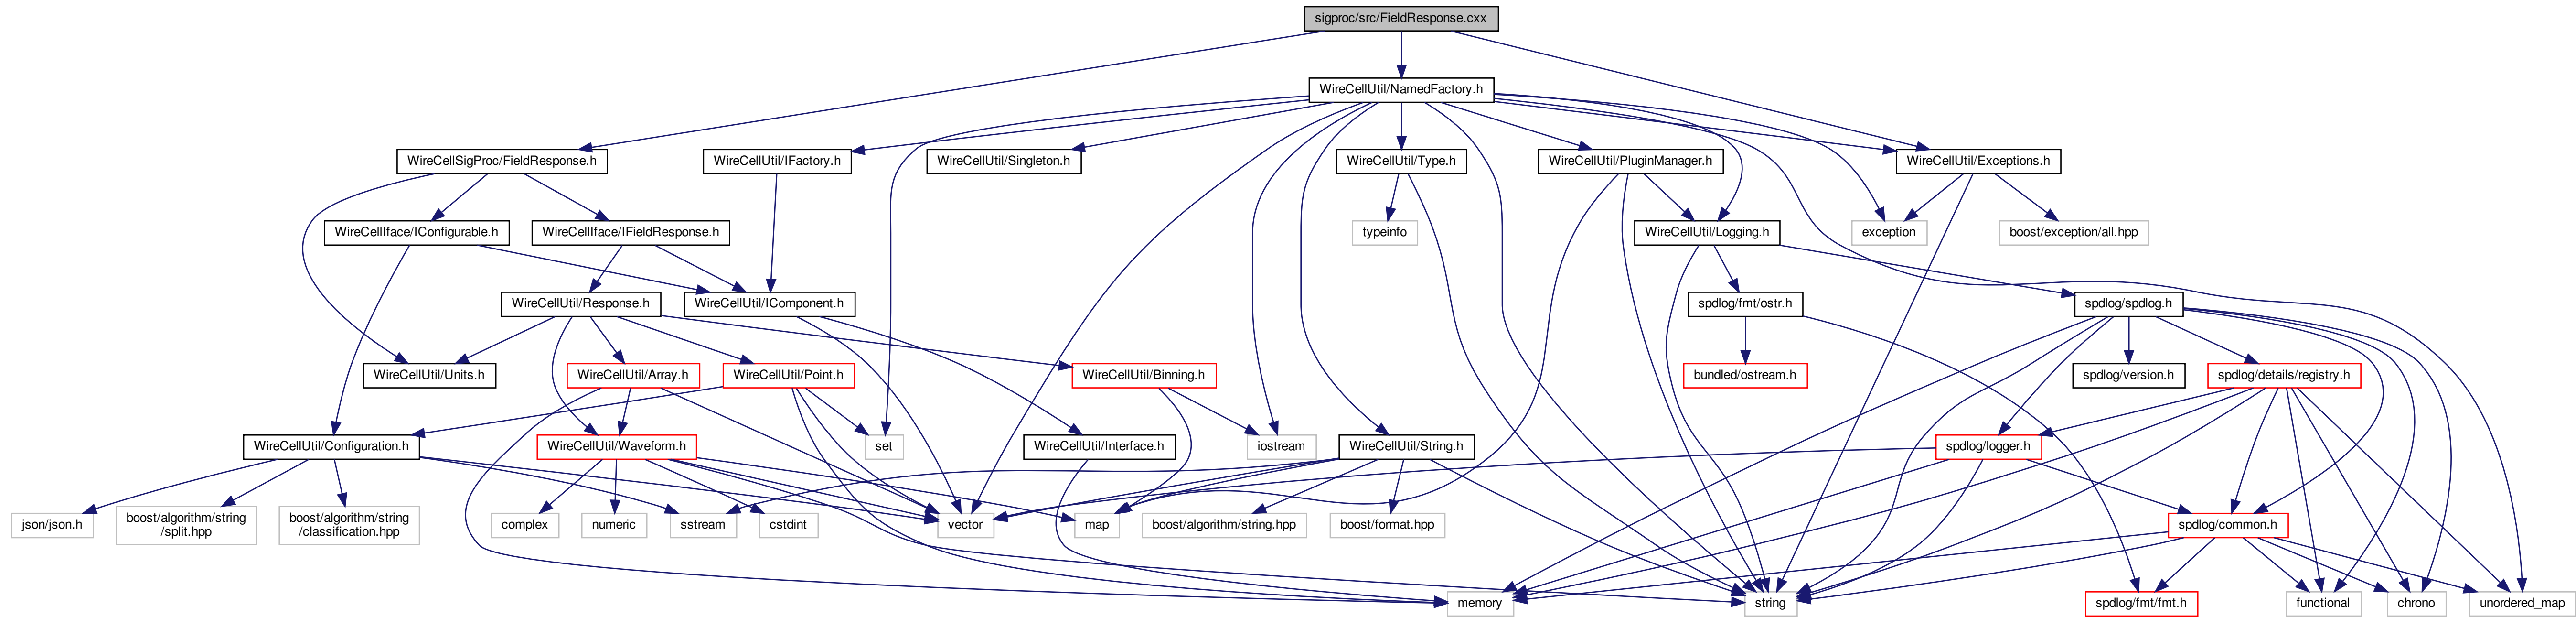 sigproc/src/FieldResponse.cxx
WireCellUtil/NamedFactory.h
WireCellSigProc/FieldResponse.h
WireCellUtil/IFactory.h
WireCellUtil/Singleton.h
WireCellUtil/Type.h
WireCellUtil/PluginManager.h
WireCellUtil/Exceptions.h
WireCellIface/IConfigurable.h
WireCellIface/IFieldResponse.h
typeinfo
WireCellUtil/Logging.h
exception
boost/exception/all.hpp
WireCellUtil/Response.h
WireCellUtil/IComponent.h
spdlog/fmt/ostr.h
spdlog/spdlog.h
WireCellUtil/Units.h
WireCellUtil/Array.h
WireCellUtil/Point.h
WireCellUtil/Binning.h
bundled/ostream.h
spdlog/version.h
spdlog/details/registry.h
WireCellUtil/Configuration.h
WireCellUtil/Waveform.h
set
WireCellUtil/Interface.h
iostream
WireCellUtil/String.h
spdlog/logger.h
json/json.h
boost/algorithm/string
/split.hpp
boost/algorithm/string
/classification.hpp
complex
numeric
sstream
cstdint
vector
map
boost/algorithm/string.hpp
boost/format.hpp
spdlog/common.h
memory
string
spdlog/fmt/fmt.h
functional
chrono
unordered_map